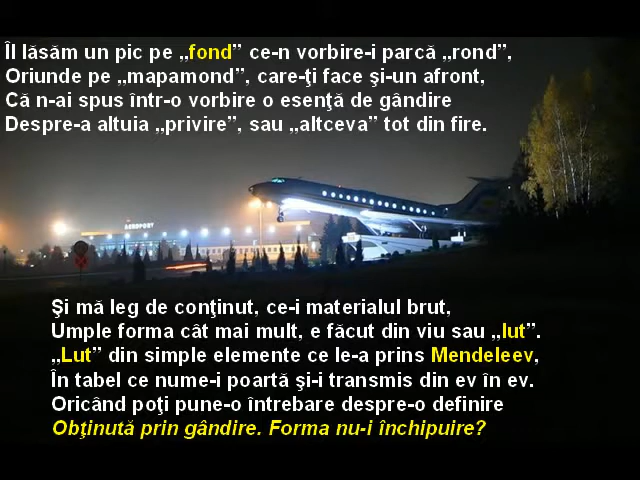 Îl lăsăm un pic pe „fond” ce-n vorbire-i parcă „rond”,
Oriunde pe „mapamond”, care-ţi face şi-un afront,
Că n-ai spus într-o vorbire o esenţă de gândire
Despre-a altuia „privire”, sau „altceva” tot din fire.
AEROPORT
Şi mă leg de conţinut, ce-i materialul brut,
Umple forma cât mai mult, e făcut din viu sau „lut”.
„Lut” din simple elemente ce le-a prins Mendeleev,
În tabel ce nume-i poartă şi-i transmis din ev în ev.
Oricând poţi pune-o întrebare despre-o definire
Obţinută prin gândire. Forma nu-i închipuire?